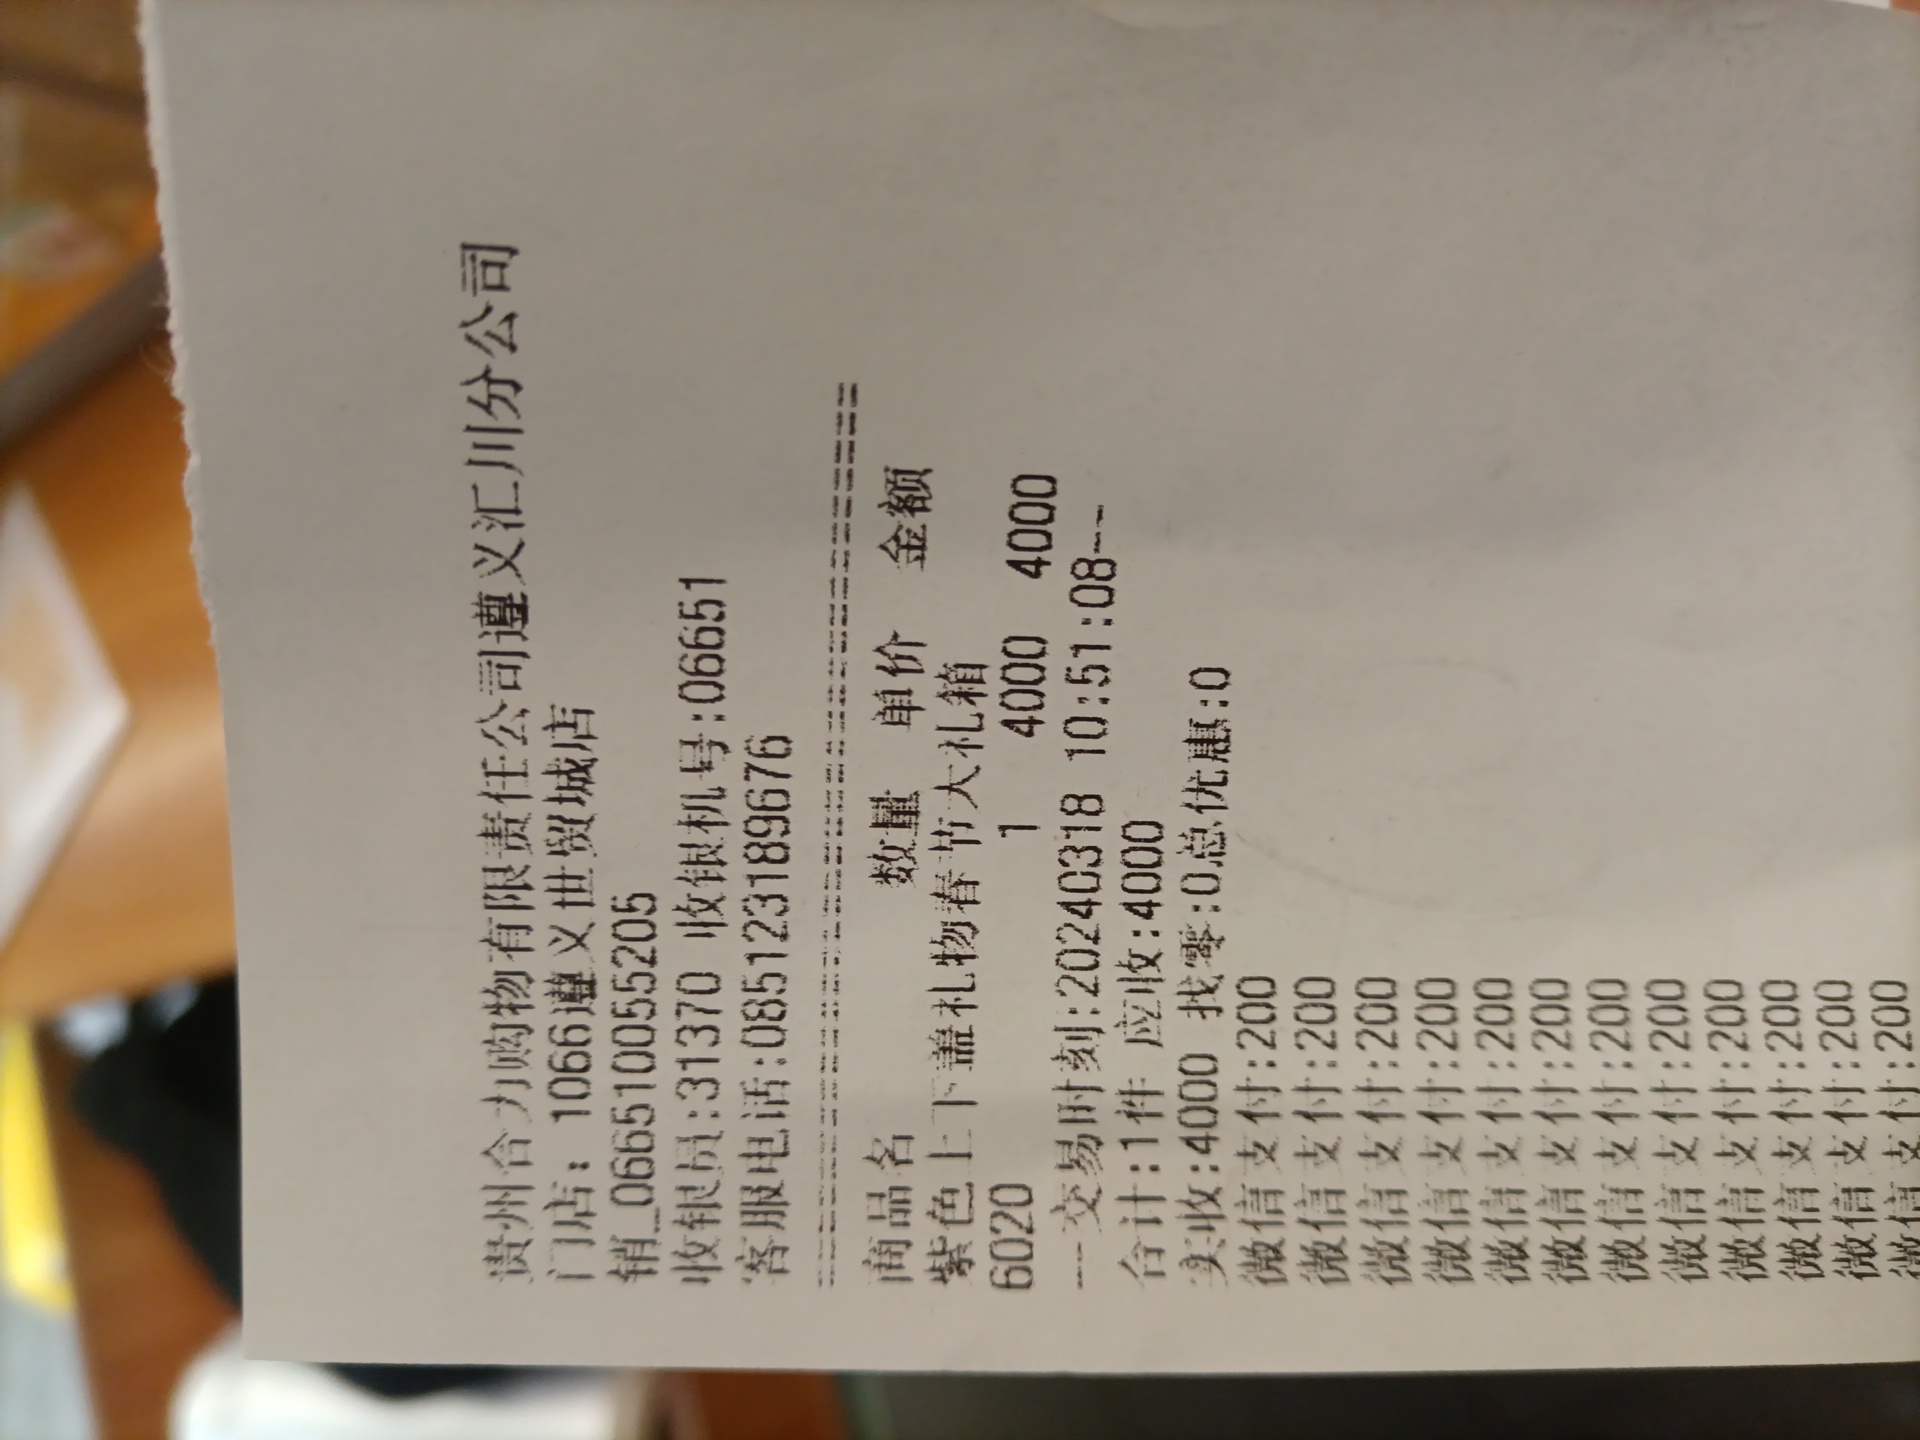 贵州合力购物有限责任公司遵义汇川分公司
门店: 1066遵义世贸城店
销_066510055205
收银员:31370 收银机号:06651
客服电话:085123189676
商品名 数量 单价 金额
紫色上下盖礼物春节大礼箱
6020 1 4000 4000
---交易时刻:20240318 10:51:08--
合计:1件 应收:4000
实收:4000 找零:0总优惠:0
微信支付:200
微信支付:200
微信支付:200
微信支付:200
微信支付:200
微信支付:200
微信支付:200
微信支付:200
微信支付:200
微信支付:200
微信支付:200
微信支付:200